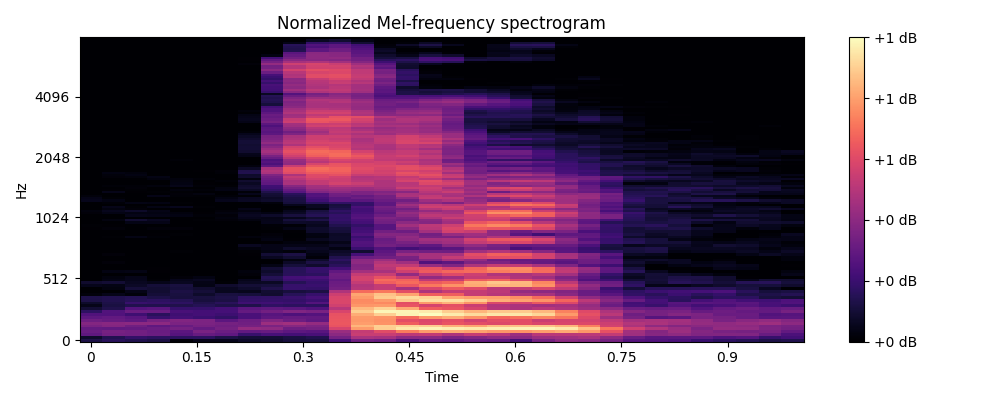 Normalized Mel-frequency spectrogram
Hz
4096
2048
1024
512
0
0 0.15 0.3 0.45 0.6 0.75 0.9
Time
+1 dB
+1 dB
+1 dB
+0 dB
+0 dB
+0 dB